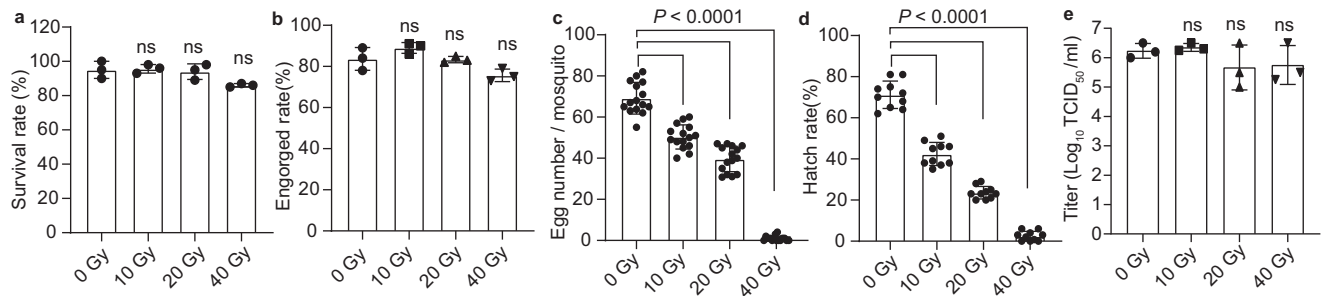 a
Survival rate (%)
120
100
80
60
40
20
0
ns
ns
ns
0 Gy
10 Gy
20 Gy
40 Gy
b
Engorged rate(%)
100
80
60
40
20
0
ns
ns
ns
0 Gy
10 Gy
20 Gy
40 Gy
c
P < 0.0001
Egg number / mosquito
100
80
60
40
20
0
0 Gy
10 Gy
20 Gy
40 Gy
d
P < 0.0001
Hatch rate(%)
100
80
60
40
20
0
0 Gy
10 Gy
20 Gy
40 Gy
e
Titer (Log10 TCID50/ml)
7
6
5
4
3
2
1
0
ns
ns
ns
0 Gy
10 Gy
20 Gy
40 Gy